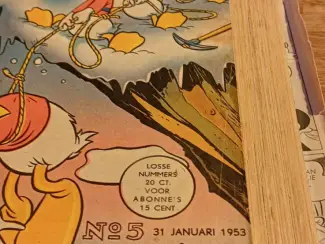 LOSSE
NUMMERS
20 CT.
VOOR
ABONNE'S
15 CENT
No 5 31 JANUARI 1953